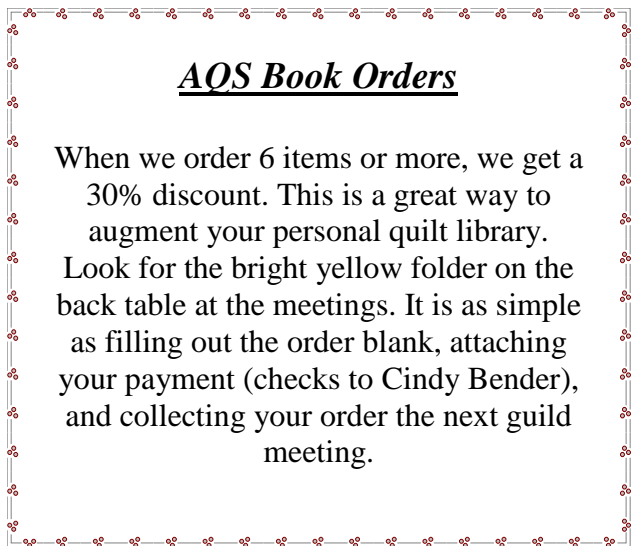 AQS Book Orders
When we order 6 items or more, we get a
30% discount. This is a great way to
augment your personal quilt library.
Look for the bright yellow folder on the
back table at the meetings. It is as simple
as filling out the order blank, attaching
your payment (checks to Cindy Bender),
and collecting your order the next guild
meeting.